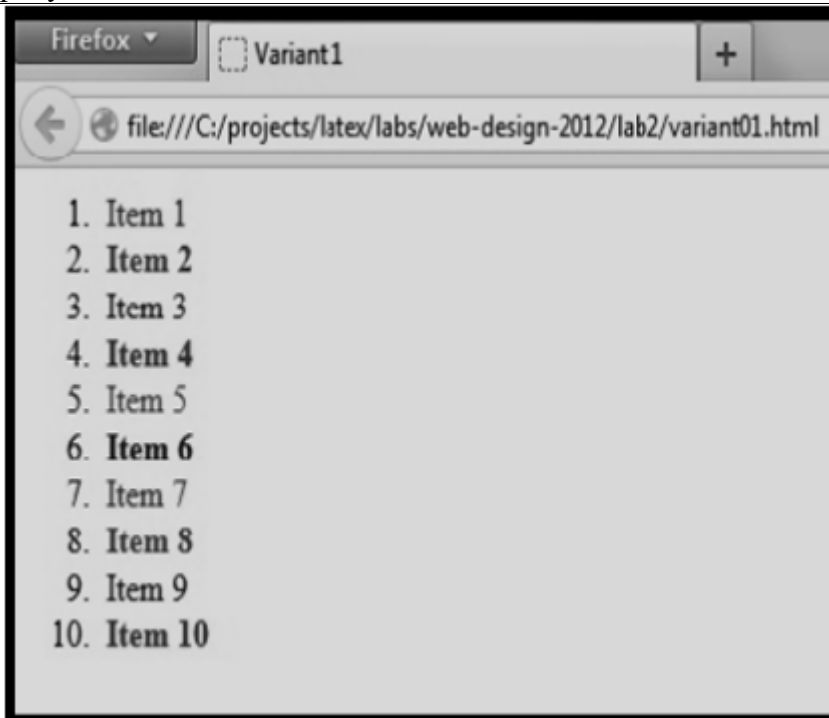 Firefox
Variant1
+
file:///C:/projects/latex/labs/web-design-2012/lab2/variant01.html
1. Item 1
2. Item 2
3. Item 3
4. Item 4
5. Item 5
6. Item 6
7. Item 7
8. Item 8
9. Item 9
10. Item 10